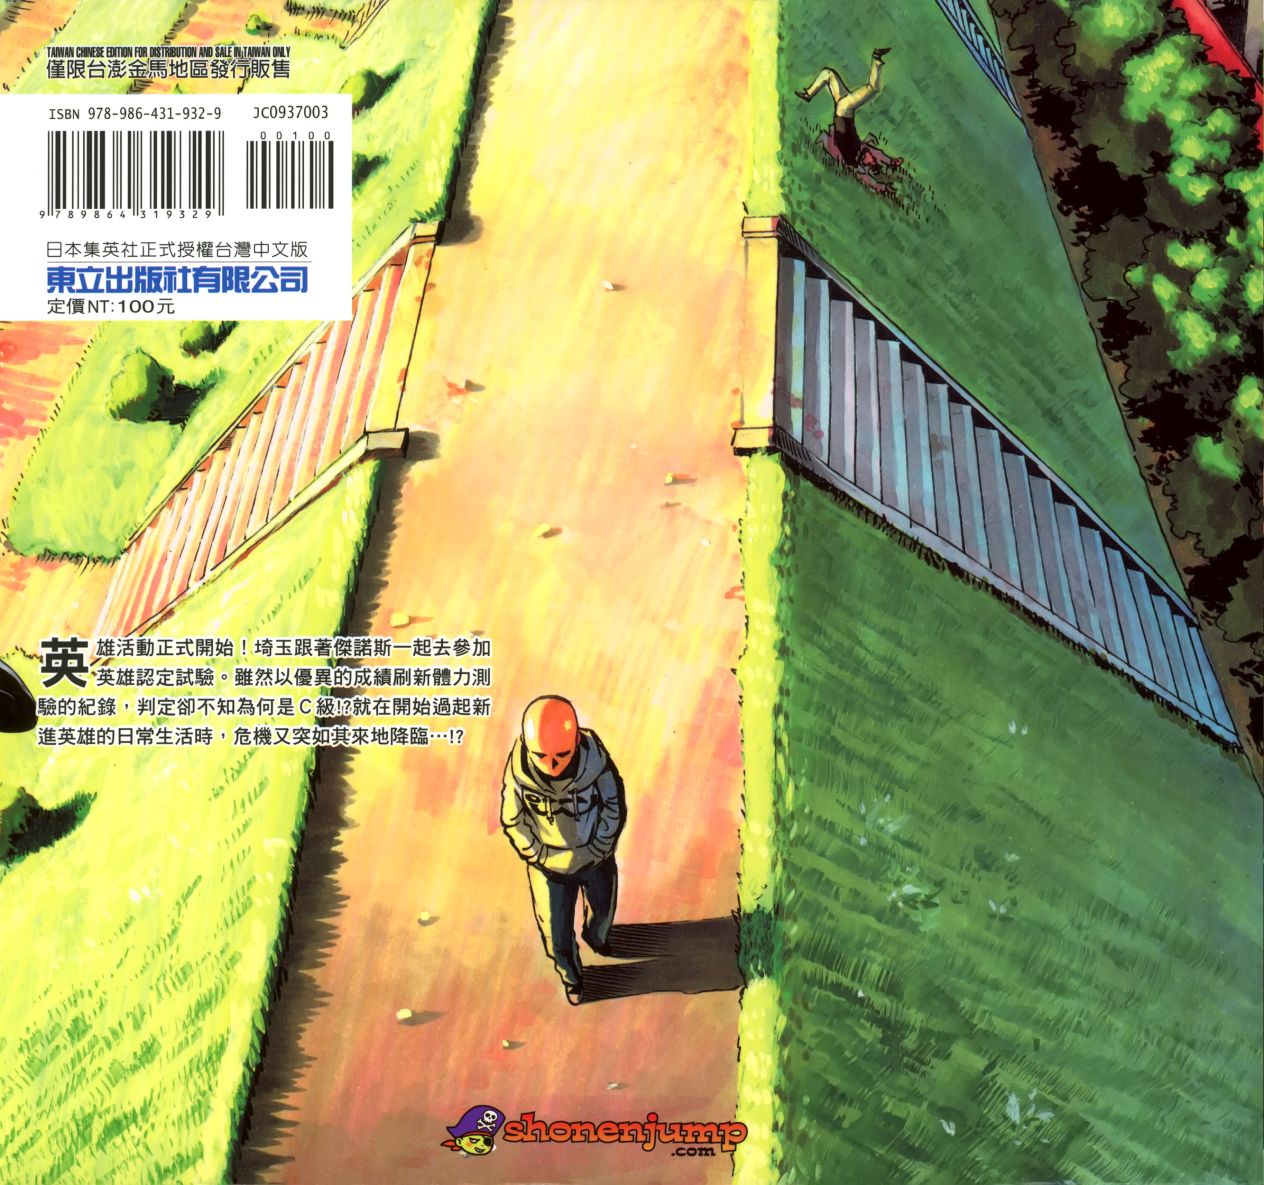 TAIWAN CHINESE EDITION FOR DISTRIBUTION AND SALE IN TAIWAN ONLY
僅限台澎金馬地區發行販售
ISBN 978-986-431-932-9 JC0937003
00100
9 789864 319329
日本集英社正式授權台灣中文版
東立出版社有限公司
定價NT:100元
英雄活動正式開始！埼玉跟著傑諾斯一起去參加
英雄認定試驗。雖然以優異的成績刷新體力測
驗的紀錄，判定卻不知為何是C級!?就在開始過起新
進英雄的日常生活時，危機又突如其來地降臨…!?
shonenjump
.com